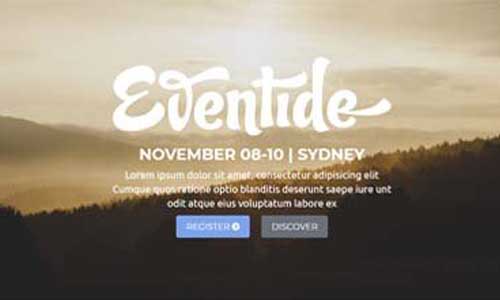 Eventide
NOVEMBER 08-10 | SYDNEY
Lorem ipsum dolor sit amet, consectetur adipisicing elit
Cumque quos ratione optio blanditis deserunt saepe iure unt
odit atque eius voluptatum labore ex
REGISTER
DISCOVER